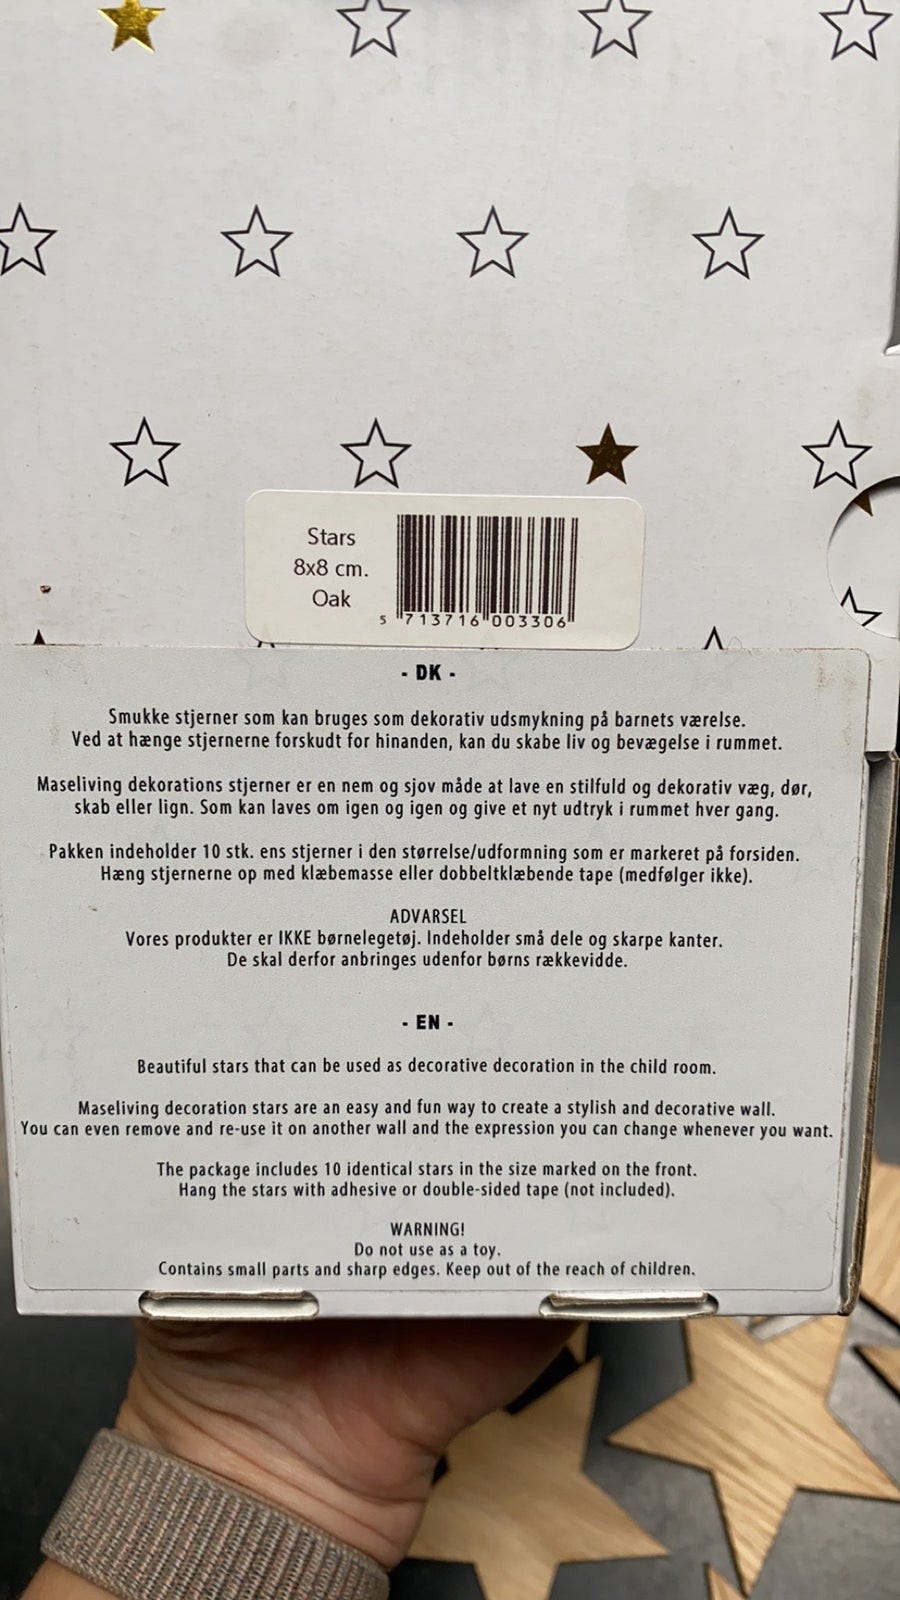 Stars
8x8 cm.
Oak
5 713716 003306
- DK -
Smukke stjerner som kan bruges som dekorativ udsmykning på barnets værelse.
Ved at hænge stjernerne forskudt for hinanden, kan du skabe liv og bevægelse i rummet.
Maseliving dekorations stjerner er en nem og sjov måde at lave en stilfuld og dekorativ væg, dør,
skab eller lign. Som kan laves om igen og igen og give et nyt udtryk i rummet hver gang.
Pakken indeholder 10 stk. ens stjerner i den størrelse/udformning som er markeret på forsiden.
Hæng stjernerne op med klæbemasse eller dobbeltklæbende tape (medfølger ikke).
ADVARSEL
Vores produkter er IKKE børnelegetøj. Indeholder små dele og skarpe kanter.
De skal derfor anbringes udenfor børns rækkevidde.
- EN -
Beautiful stars that can be used as decorative decoration in the child room.
Maseliving decoration stars are an easy and fun way to create a stylish and decorative wall.
You can even remove and re-use it on another wall and the expression you can change whenever you want.
The package includes 10 identical stars in the size marked on the front.
Hang the stars with adhesive or double-sided tape (not included).
WARNING!
Do not use as a toy.
Contains small parts and sharp edges. Keep out of the reach of children.